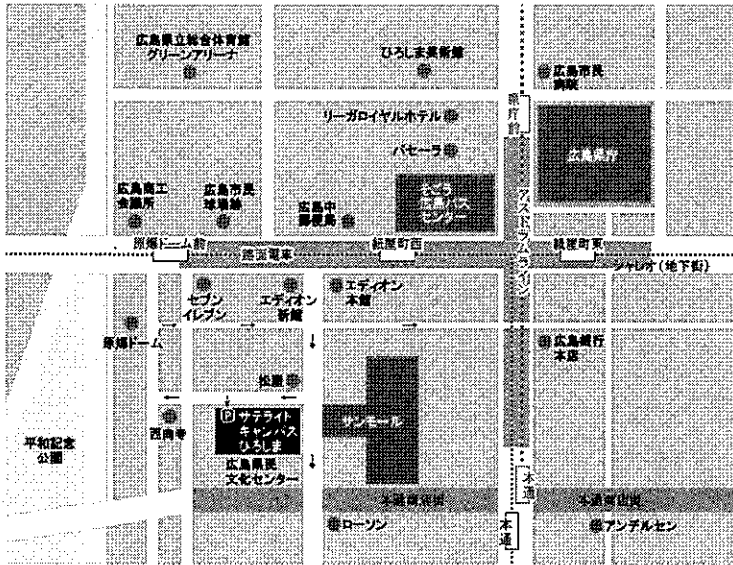 広島県立総合体育館
グリーンアリーナ
ひろしま美術館
広島市民
病院
県庁前
リーガロイヤルホテル
パセーラ
広島県庁
広島商工
会議所
広島市民
球場跡
広島中
郵便局
そごう
広島バス
センター
アストラムライン
原爆ドーム前
路面電車
紙屋町西
紙屋町東
シャレオ(地下街)
セブン
イレブン
エディオン
新館
エディオン
本館
原爆ドーム
広島銀行
本店
松屋
P サテライト
キャンパス
ひろしま
サンモール
西向寺
平和記念
公園
広島県民
文化センター
本通
本通商店街
本通商店街
ローソン
本通
アンデルセン